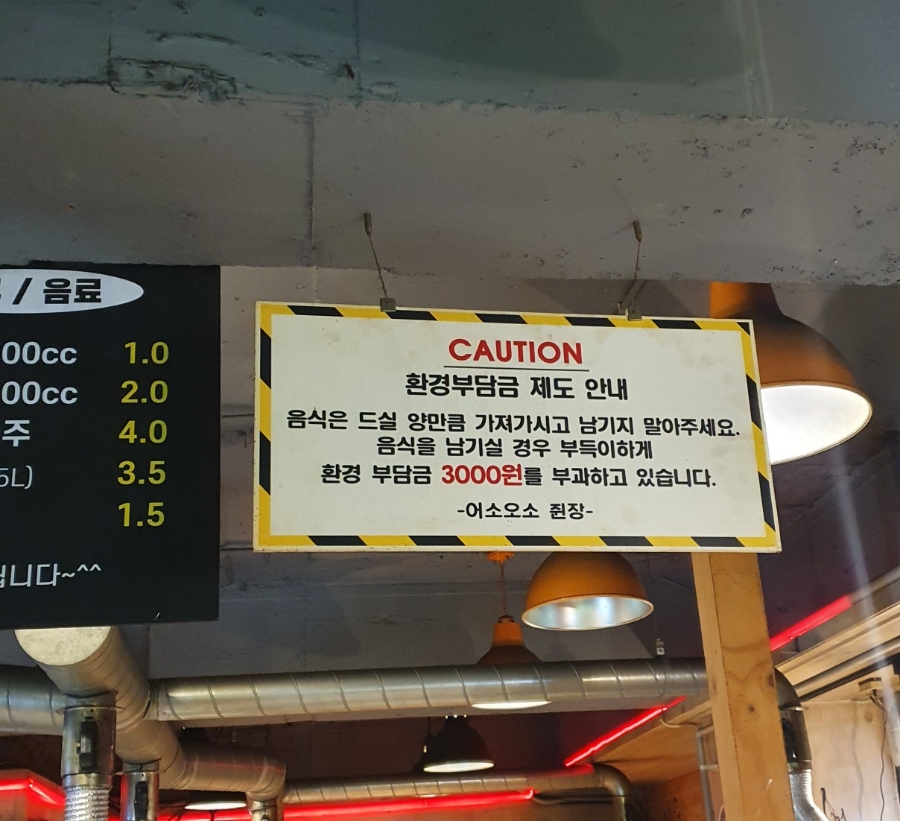 / 음료
00cc 1.0
00cc 2.0
주 4.0
5L) 3.5
1.5
니다~^^
CAUTION
환경부담금 제도 안내
음식은 드실 양만큼 가져가시고 남기지 말아주세요.
음식을 남기실 경우 부득이하게
환경 부담금 3000원를 부과하고 있습니다.
-어소오소 쥔장-